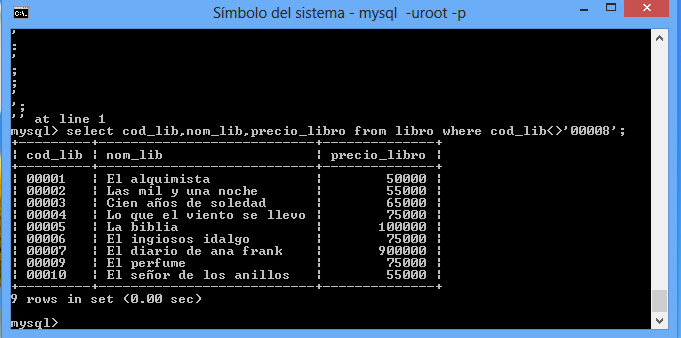 Símbolo del sistema - mysql -uroot -p
C:\.
'
;
;
;
;
';
'' at line 1
mysql> select cod_lib,nom_lib,precio_libro from libro where cod_lib<>'00008';
+---------+--------------------------+--------------+
| cod_lib | nom_lib | precio_libro |
+---------+--------------------------+--------------+
| 00001 | El alquimista | 50000 |
| 00002 | Las mil y una noche | 55000 |
| 00003 | Cien años de soledad | 65000 |
| 00004 | Lo que el viento se llevo | 75000 |
| 00005 | La biblia | 100000 |
| 00006 | El ingiosos idalgo | 75000 |
| 00007 | El diario de ana frank | 900000 |
| 00009 | El perfume | 75000 |
| 00010 | El señor de los anillos | 55000 |
+---------+--------------------------+--------------+
9 rows in set (0.00 sec)
mysql>